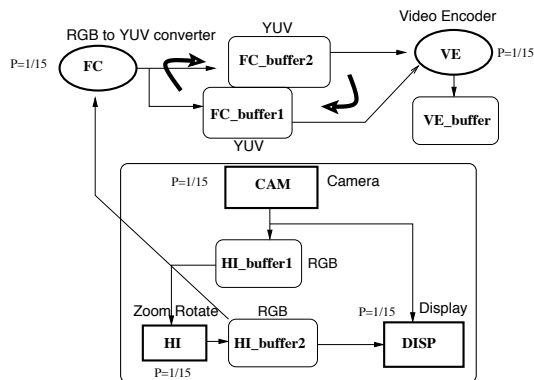 YUV
Video Encoder
RGB to YUV converter
P=1/15
FC
FC_buffer2
VE
P=1/15
FC_buffer1
VE_buffer
YUV
P=1/15
CAM
Camera
HI_buffer1
RGB
Zoom Rotate
RGB
P=1/15
Display
HI
HI_buffer2
DISP
P=1/15